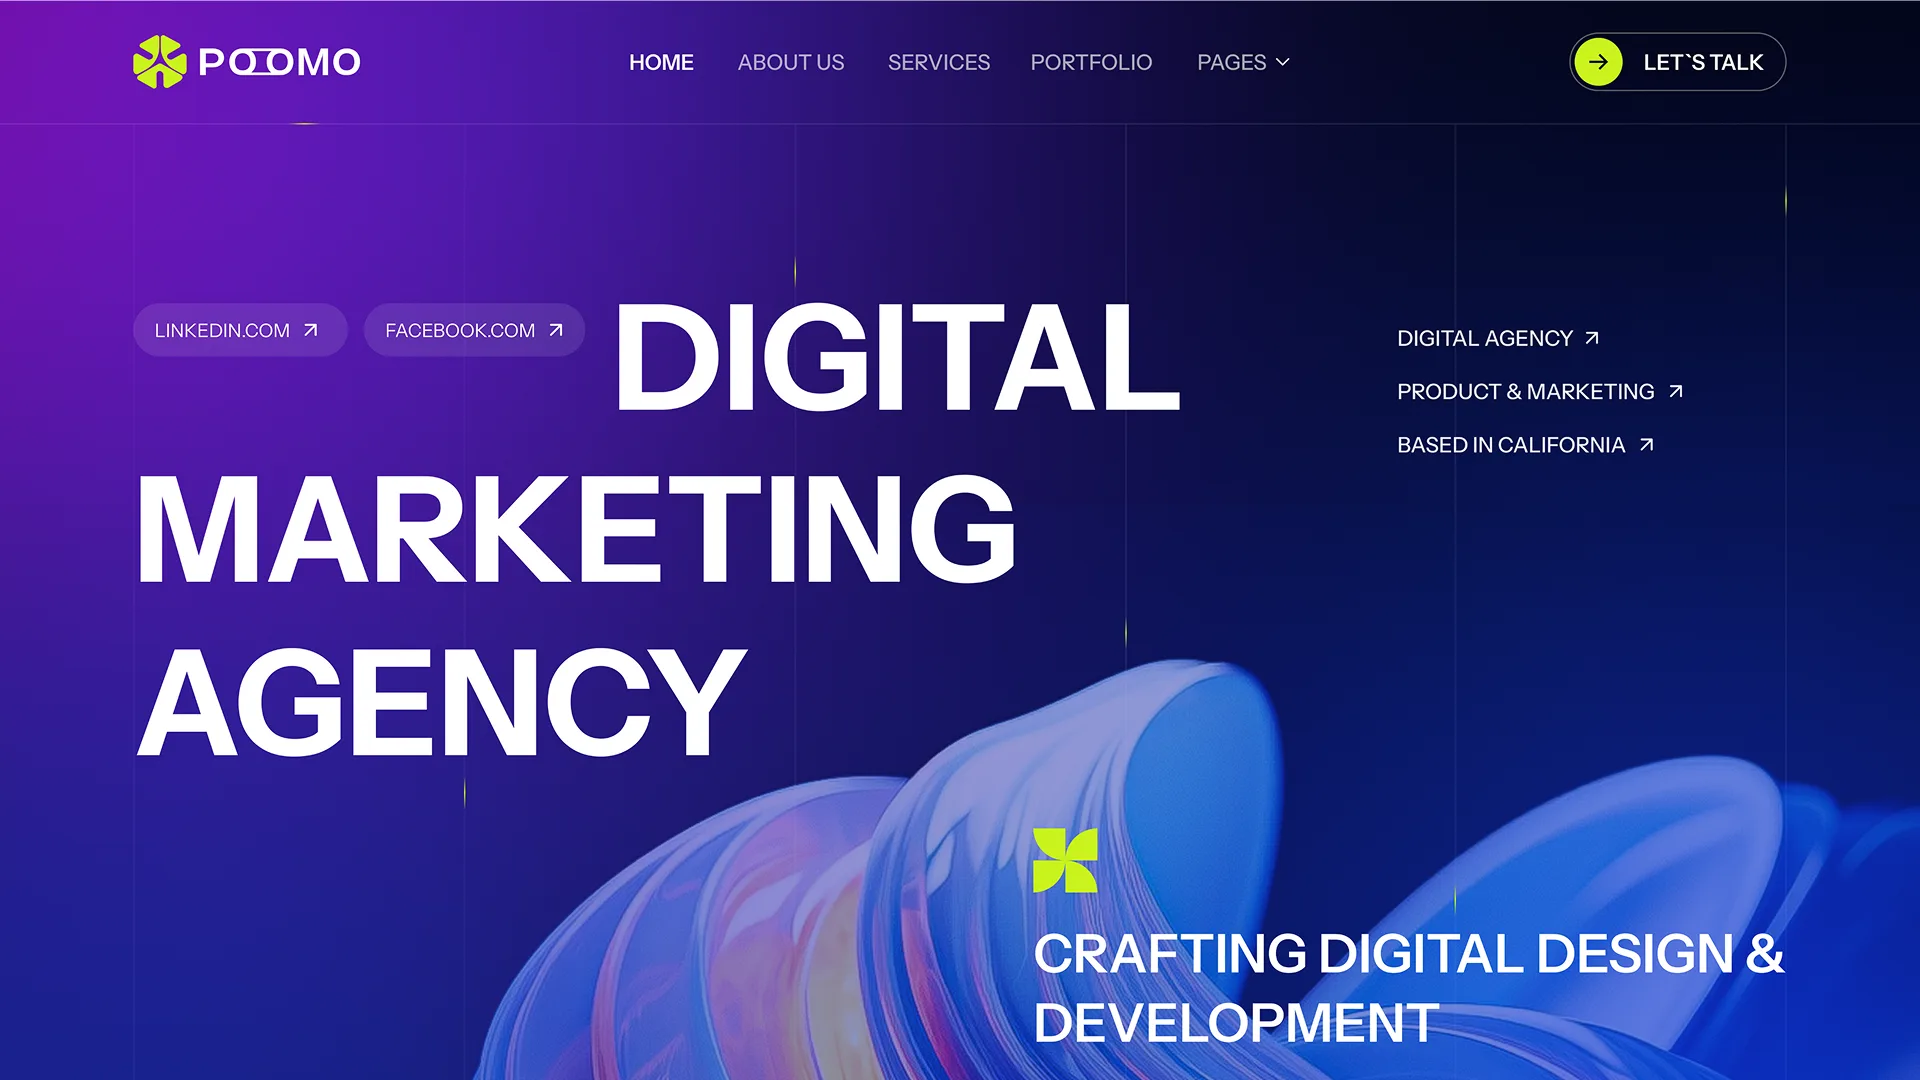 POOMO
HOME
ABOUT US
SERVICES
PORTFOLIO
PAGES
LET`S TALK
LINKEDIN.COM
FACEBOOK.COM
DIGITAL
MARKETING
AGENCY
DIGITAL AGENCY
PRODUCT & MARKETING
BASED IN CALIFORNIA
CRAFTING DIGITAL DESIGN &
DEVELOPMENT